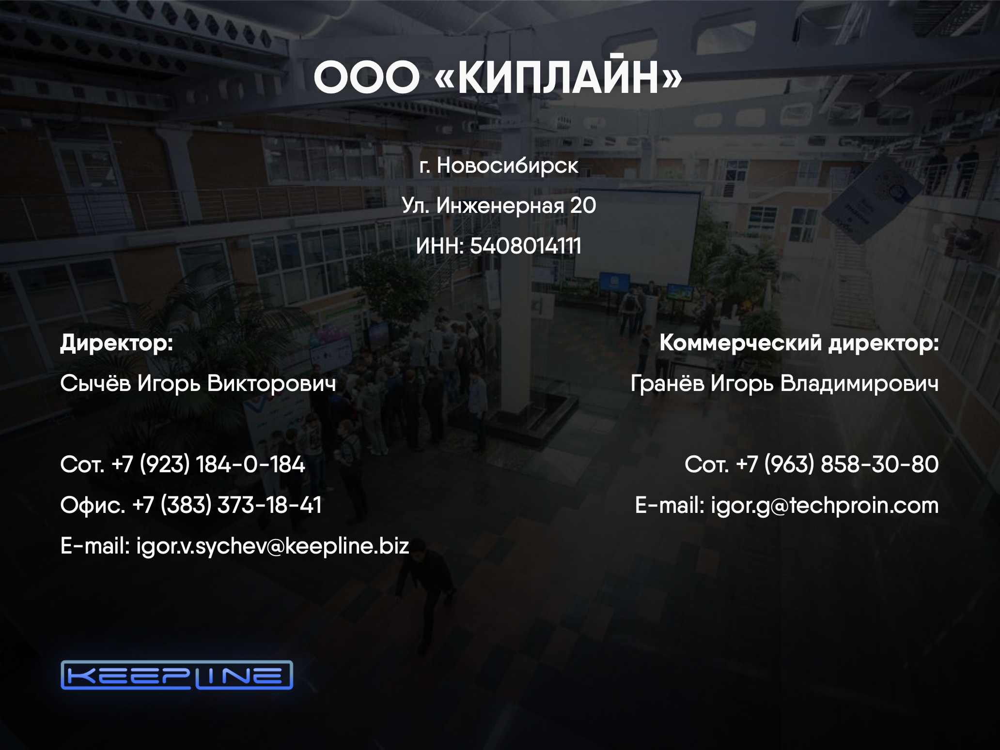 ООО «КИПЛАЙН»
г. Новосибирск
Ул. Инженерная 20
ИНН: 5408014111
Директор:
Сычёв Игорь Викторович
Сот. +7 (923) 184-0-184
Офис. +7 (383) 373-18-41
E-mail: igor.v.sychev@keepline.biz
Коммерческий директор:
Гранёв Игорь Владимирович
Сот. +7 (963) 858-30-80
E-mail: igor.g@techproin.com
KEEPLINE